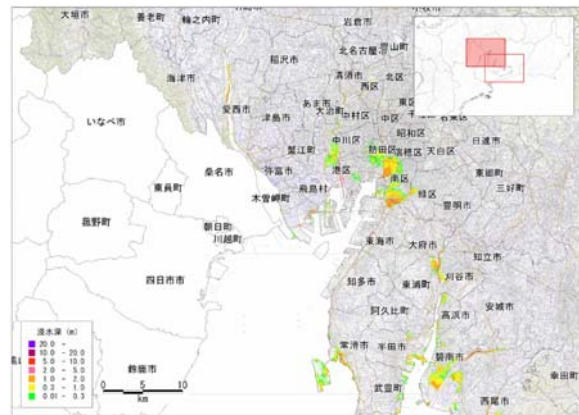 大垣市
養老町
輪之内町
岩倉市
海津市
稲沢市
北名古屋市
清須市
北区
西区
愛西市
あま市
津島市
大治町
中村区
中区
いなべ市
昭和区
日進市
蟹江町
中川区
熱田区
瑞穂区
天白区
桑名市
弥富市
港区
南区
東郷町
三好町
東員町
木曽岬町
飛島村
緑区
豊明市
菰野町
朝日町
川越町
東海市
大府市
知立市
四日市市
知多市
東浦町
刈谷市
阿久比町
高浜市
安城市
常滑市
半田市
碧南市
鈴鹿市
武豊町
西尾市
幸田町
浸水深 (m)
20.0 -
10.0 - 20.0
5.0 - 10.0
2.0 - 5.0
1.0 - 2.0
0.3 - 1.0
0.01 - 0.3
0 5 10
km